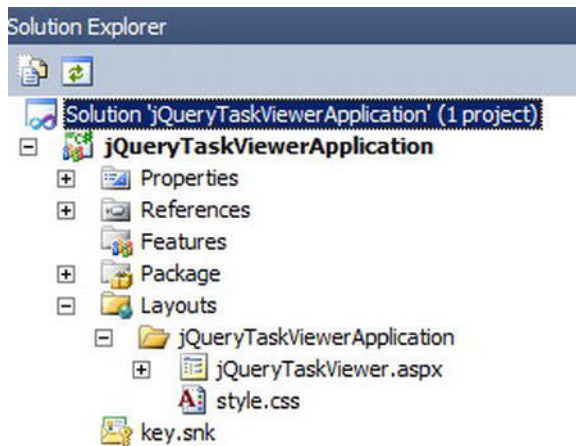 Solution Explorer
Solution 'jQueryTaskViewerApplication' (1 project)
jQueryTaskViewerApplication
Properties
References
Features
Package
Layouts
jQueryTaskViewerApplication
jQueryTaskViewer.aspx
style.css
key.snk